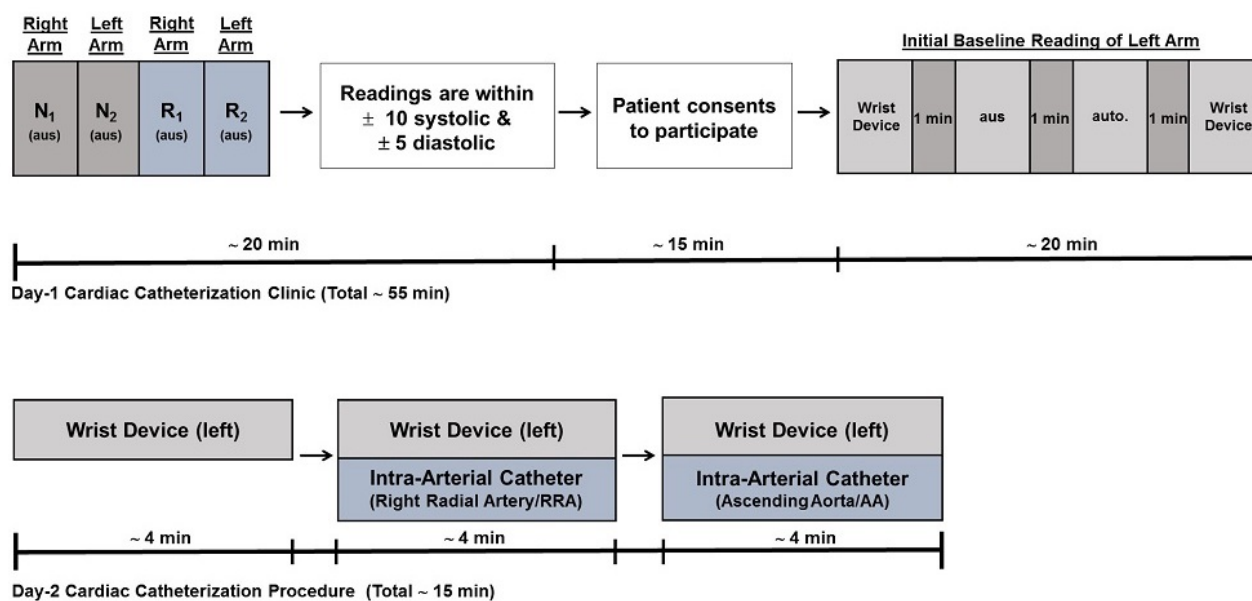 Right Arm
Left Arm
Right Arm
Left Arm
N₁ (aus)
N₂ (aus)
R₁ (aus)
R₂ (aus)
Readings are within
± 10 systolic &
± 5 diastolic
Patient consents
to participate
Initial Baseline Reading of Left Arm
Wrist Device
1 min
aus
1 min
auto.
1 min
Wrist Device
~ 20 min
~ 15 min
~ 20 min
Day-1 Cardiac Catheterization Clinic (Total ~ 55 min)
Wrist Device (left)
Wrist Device (left)
Intra-Arterial Catheter
(Right Radial Artery/RRA)
Wrist Device (left)
Intra-Arterial Catheter
(Ascending Aorta/AA)
~ 4 min
~ 4 min
~ 4 min
Day-2 Cardiac Catheterization Procedure (Total ~ 15 min)